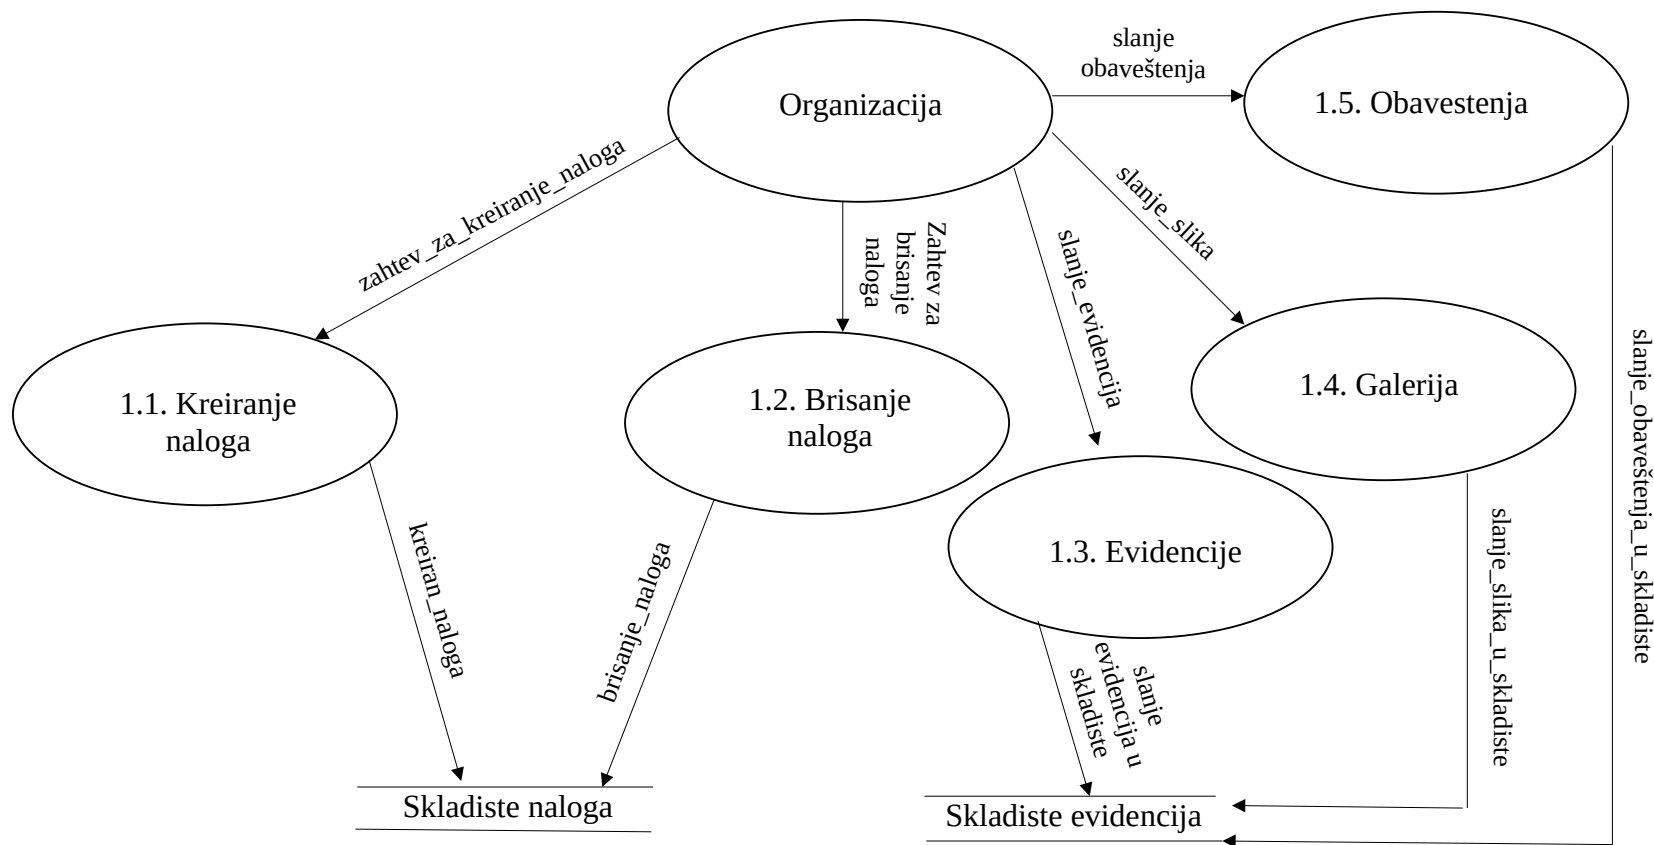 slanje
obaveštenja
Organizacija
1.5. Obavestenja
zahtev_za_kreiranje_naloga
Zahtev za
brisanje
naloga
slanje_evidencija
slanje_slika
1.1. Kreiranje
naloga
1.2. Brisanje
naloga
1.4. Galerija
1.3. Evidencije
slanje_obaveštenja_u_skladiste
kreiran_naloga
brisanje_naloga
slanje
evidencija u
skladiste
slanje_slika_u_skladiste
Skladiste naloga
Skladiste evidencija